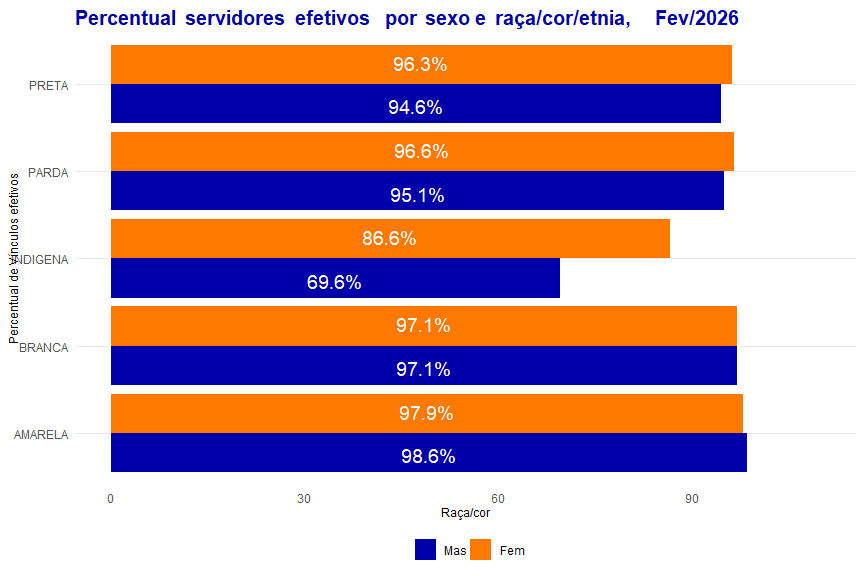 Percentual servidores efetivos por sexo e raça/cor/etnia, Fev/2026
PRETA
96.3%
94.6%
PARDA
96.6%
95.1%
INDIGENA
86.6%
69.6%
BRANCA
97.1%
97.1%
AMARELA
97.9%
98.6%
Percentual de Vínculos efetivos
0 30 60 90
Raça/cor
Mas Fem